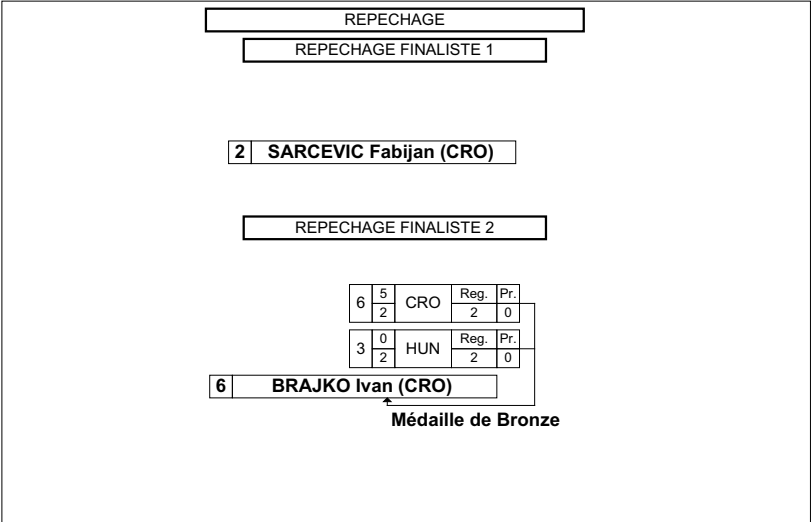 REPECHAGE
REPECHAGE FINALISTE 1
2 SARCEVIC Fabijan (CRO)
REPECHAGE FINALISTE 2
6 5 2 CRO Reg. 2 Pr. 0
3 0 2 HUN Reg. 2 Pr. 0
6 BRAJKO Ivan (CRO)
Médaille de Bronze